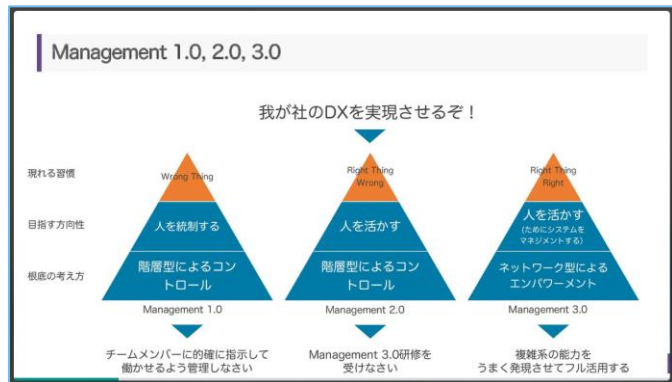 Management 1.0, 2.0, 3.0
我が社のDXを実現させるぞ！
現れる習慣
目指す方向性
根底の考え方
Wrong Thing
人を統制する
階層型によるコン
トロール
Management 1.0
チームメンバーに的確に指示して
働かせるよう管理しなさい
Right Thing
Wrong
人を活かす
階層型によるコン
トロール
Management 2.0
Management 3.0研修を
受けなさい
Right Thing
Right
人を活かす
(ためにシステムを
マネジメントする)
ネットワーク型による
エンパワーメント
Management 3.0
複雑系の能力を
うまく発現させてフル活用する